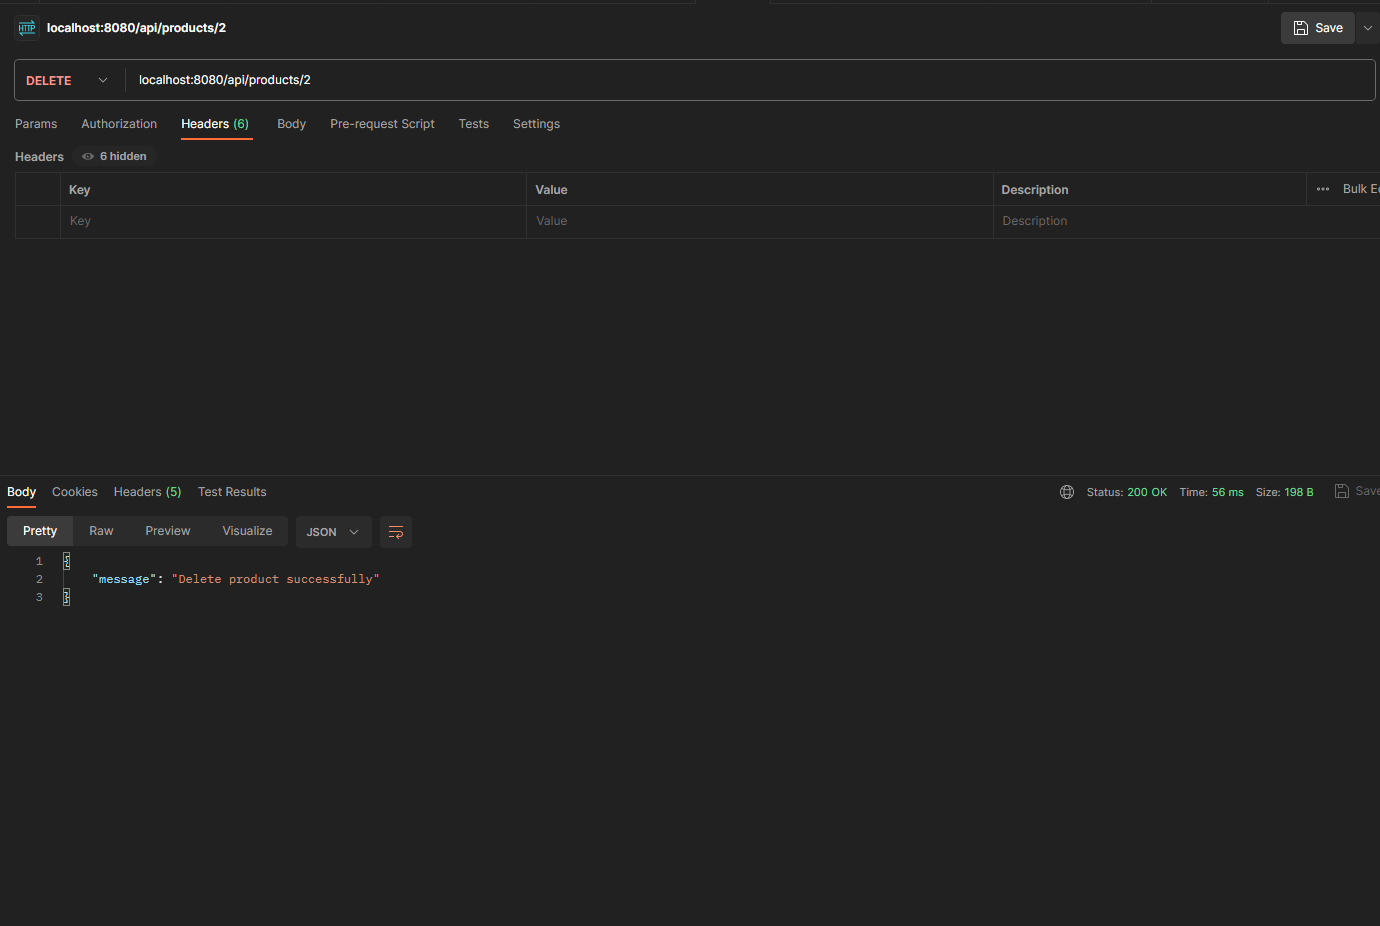 HTTP localhost:8080/api/products/2 Save
DELETE localhost:8080/api/products/2
Params Authorization Headers (6) Body Pre-request Script Tests Settings
Headers 6 hidden
Key Value Description Bulk
Key Value Description
Body Cookies Headers (5) Test Results Status: 200 OK Time: 56 ms Size: 198 B Save
Pretty Raw Preview Visualize JSON
1 {
2 "message": "Delete product successfully"
3 }